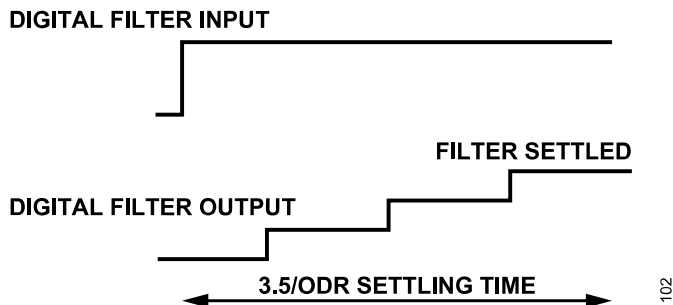 DIGITAL FILTER INPUT
FILTER SETTLED
DIGITAL FILTER OUTPUT
3.5/ODR SETTLING TIME
102